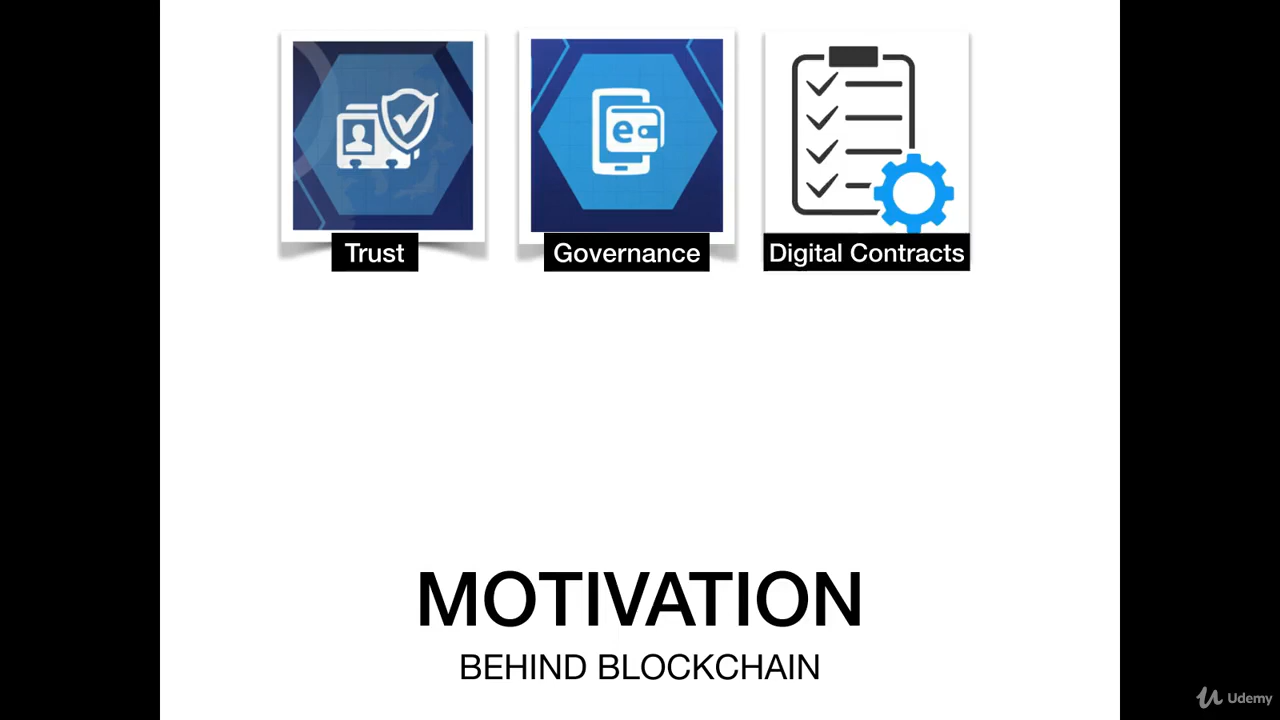 e
Trust
Governance
Digital Contracts
MOTIVATION
BEHIND BLOCKCHAIN
Udemy